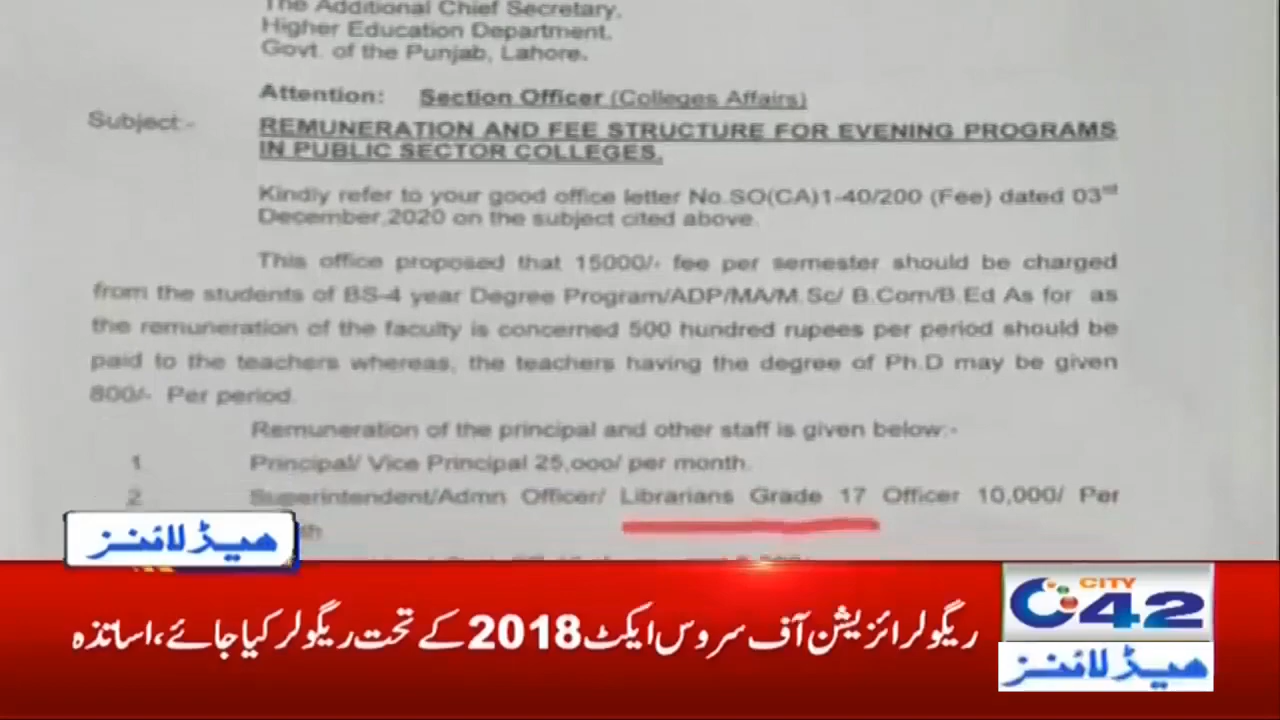 The Additional Chief Secretary,
Higher Education Department,
Govt. of the Punjab, Lahore.
Attention: Section Officer (Colleges Affairs)
Subject:- REMUNERATION AND FEE STRUCTURE FOR EVENING PROGRAMS
IN PUBLIC SECTOR COLLEGES.
Kindly refer to your good office letter No.SO(CA)1-40/200 (Fee) dated 03rd
December,2020 on the subject cited above.
This office proposed that 15000/- fee per semester should be charged
from the students of BS-4 year Degree Program/ADP/MA/M.Sc/ B.Com/B.Ed As for as
the remuneration of the faculty is concerned 500 hundred rupees per period should be
paid to the teachers whereas, the teachers having the degree of Ph.D may be given
800/- Per period.
Remuneration of the principal and other staff is given below:-
1 Principal/ Vice Principal 25,ooo/ per month.
2 Superintendent/Admn Officer/ Librarians Grade 17 Officer 10,000/ Per
ہیڈلائنز
ریگولرائزیشن آف سروس ایکٹ 2018 کے تحت ریگولر کیا جائے، اساتذہ
CITY
42
ہیڈلائنز